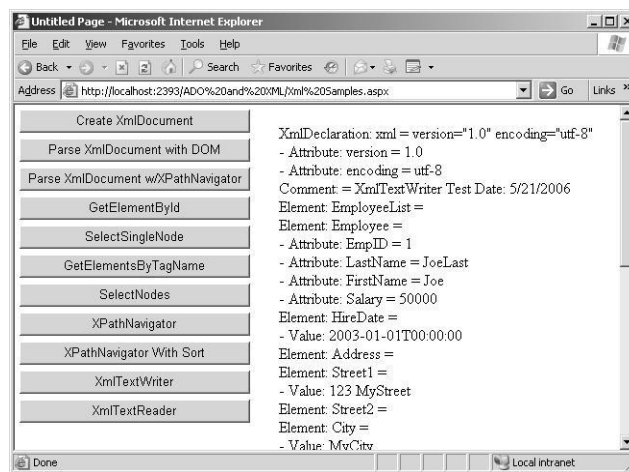 Untitled Page - Microsoft Internet Explorer
File Edit View Favorites Tools Help
Back Search Favorites
Address http://localhost:2393/ADO%20and%20XML/Xml%20Samples.aspx Go Links »
Create XmlDocument
Parse XmlDocument with DOM
Parse XmlDocument w/XPathNavigator
GetElementById
SelectSingleNode
GetElementsByTagName
SelectNodes
XPathNavigator
XPathNavigator With Sort
XmlTextWriter
XmlTextReader
XmlDeclaration: xml = version="1.0" encoding="utf-8"
- Attribute: version = 1.0
- Attribute: encoding = utf-8
Comment: = XmlTextWriter Test Date: 5/21/2006
Element: EmployeeList =
Element: Employee =
- Attribute: EmpID = 1
- Attribute: LastName = JoeLast
- Attribute: FirstName = Joe
- Attribute: Salary = 50000
Element: HireDate =
- Value: 2003-01-01T00:00:00
Element: Address =
Element: Street1 =
- Value: 123 MyStreet
Element: Street2 =
Element: City =
- Value: MyCity
Done Local intranet